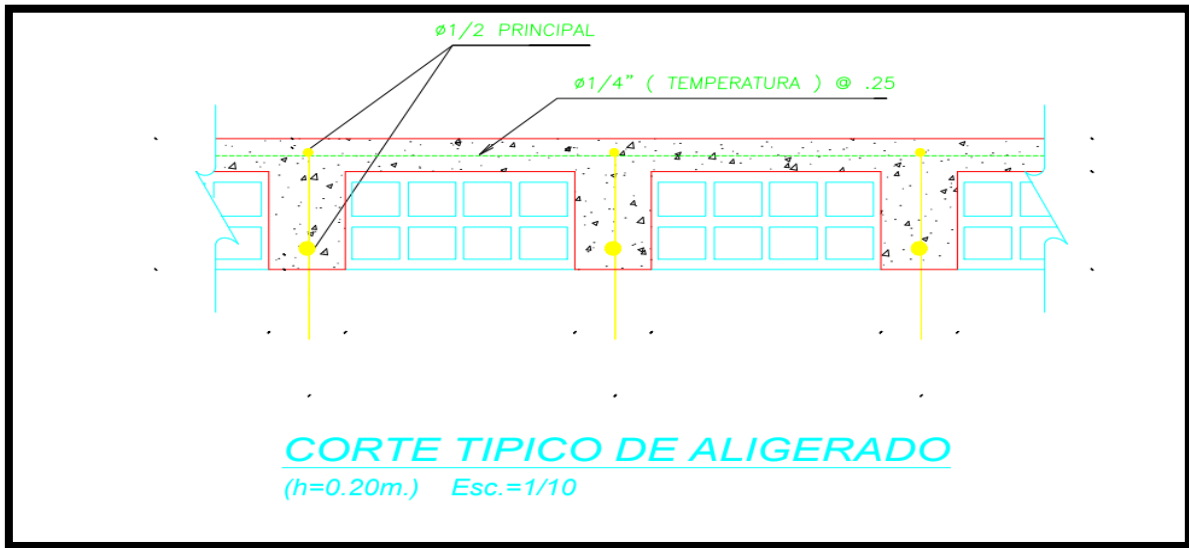 ø1/2 PRINCIPAL
ø1/4" ( TEMPERATURA ) @ .25
CORTE TIPICO DE ALIGERADO
(h=0.20m.) Esc.=1/10